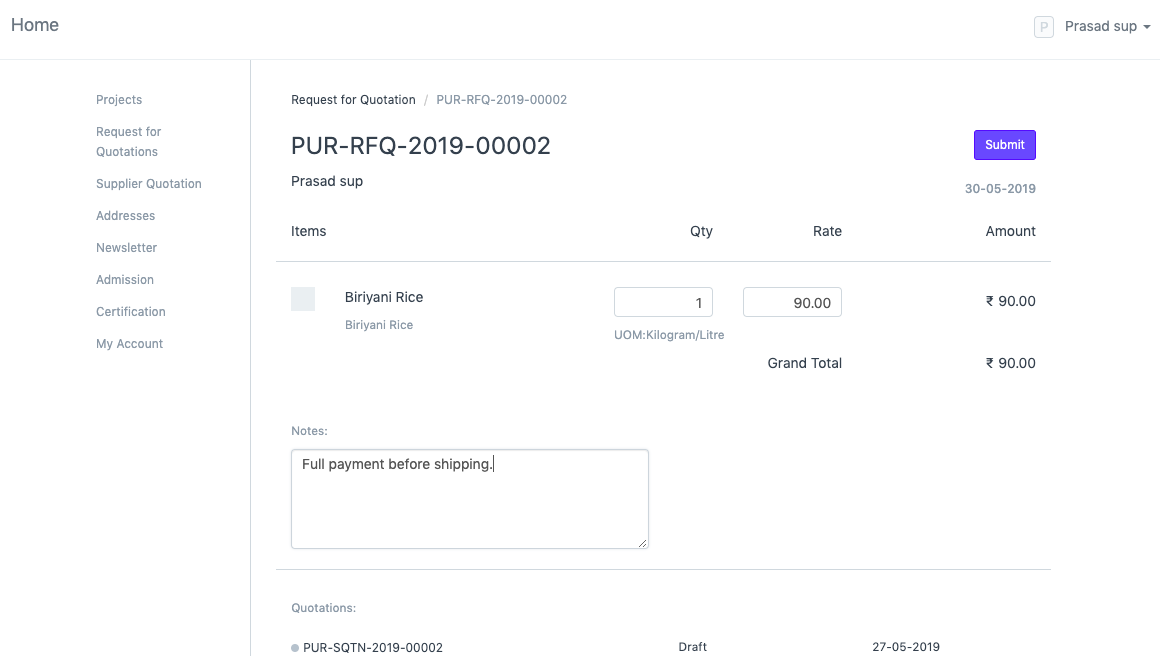 Home
P Prasad sup
Projects
Request for
Quotations
Supplier Quotation
Addresses
Newsletter
Admission
Certification
My Account
Request for Quotation / PUR-RFQ-2019-00002
PUR-RFQ-2019-00002
Submit
Prasad sup
30-05-2019
Items Qty Rate Amount
Biriyani Rice 1 90.00 ₹ 90.00
Biriyani Rice UOM:Kilogram/Litre
Grand Total ₹ 90.00
Notes:
Full payment before shipping.
Quotations:
PUR-SQTN-2019-00002 Draft 27-05-2019